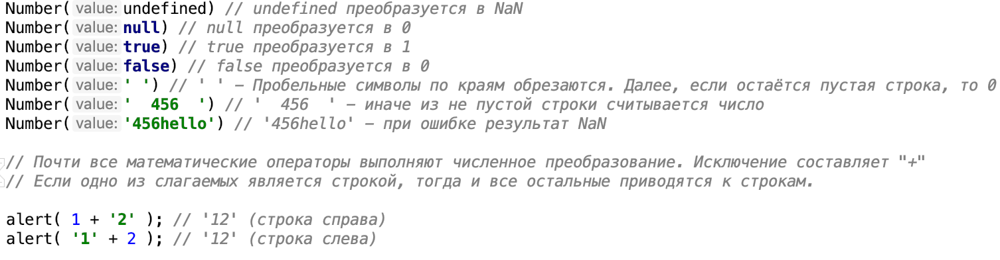 Number( value: undefined) // undefined преобразуется в NaN
Number( value: null) // null преобразуется в 0
Number( value: true) // true преобразуется в 1
Number( value: false) // false преобразуется в 0
Number( value: ' ') // ' ' – Пробельные символы по краям обрезаются. Далее, если остаётся пустая строка, то 0
Number( value: '  456  ') // '  456  ' – иначе из не пустой строки считывается число
Number( value: '456hello') // '456hello' – при ошибке результат NaN
// Почти все математические операторы выполняют численное преобразование. Исключение составляет "+"
// Если одно из слагаемых является строкой, тогда и все остальные приводятся к строкам.
alert( 1 + '2' ); // '12' (строка справа)
alert( '1' + 2 ); // '12' (строка слева)